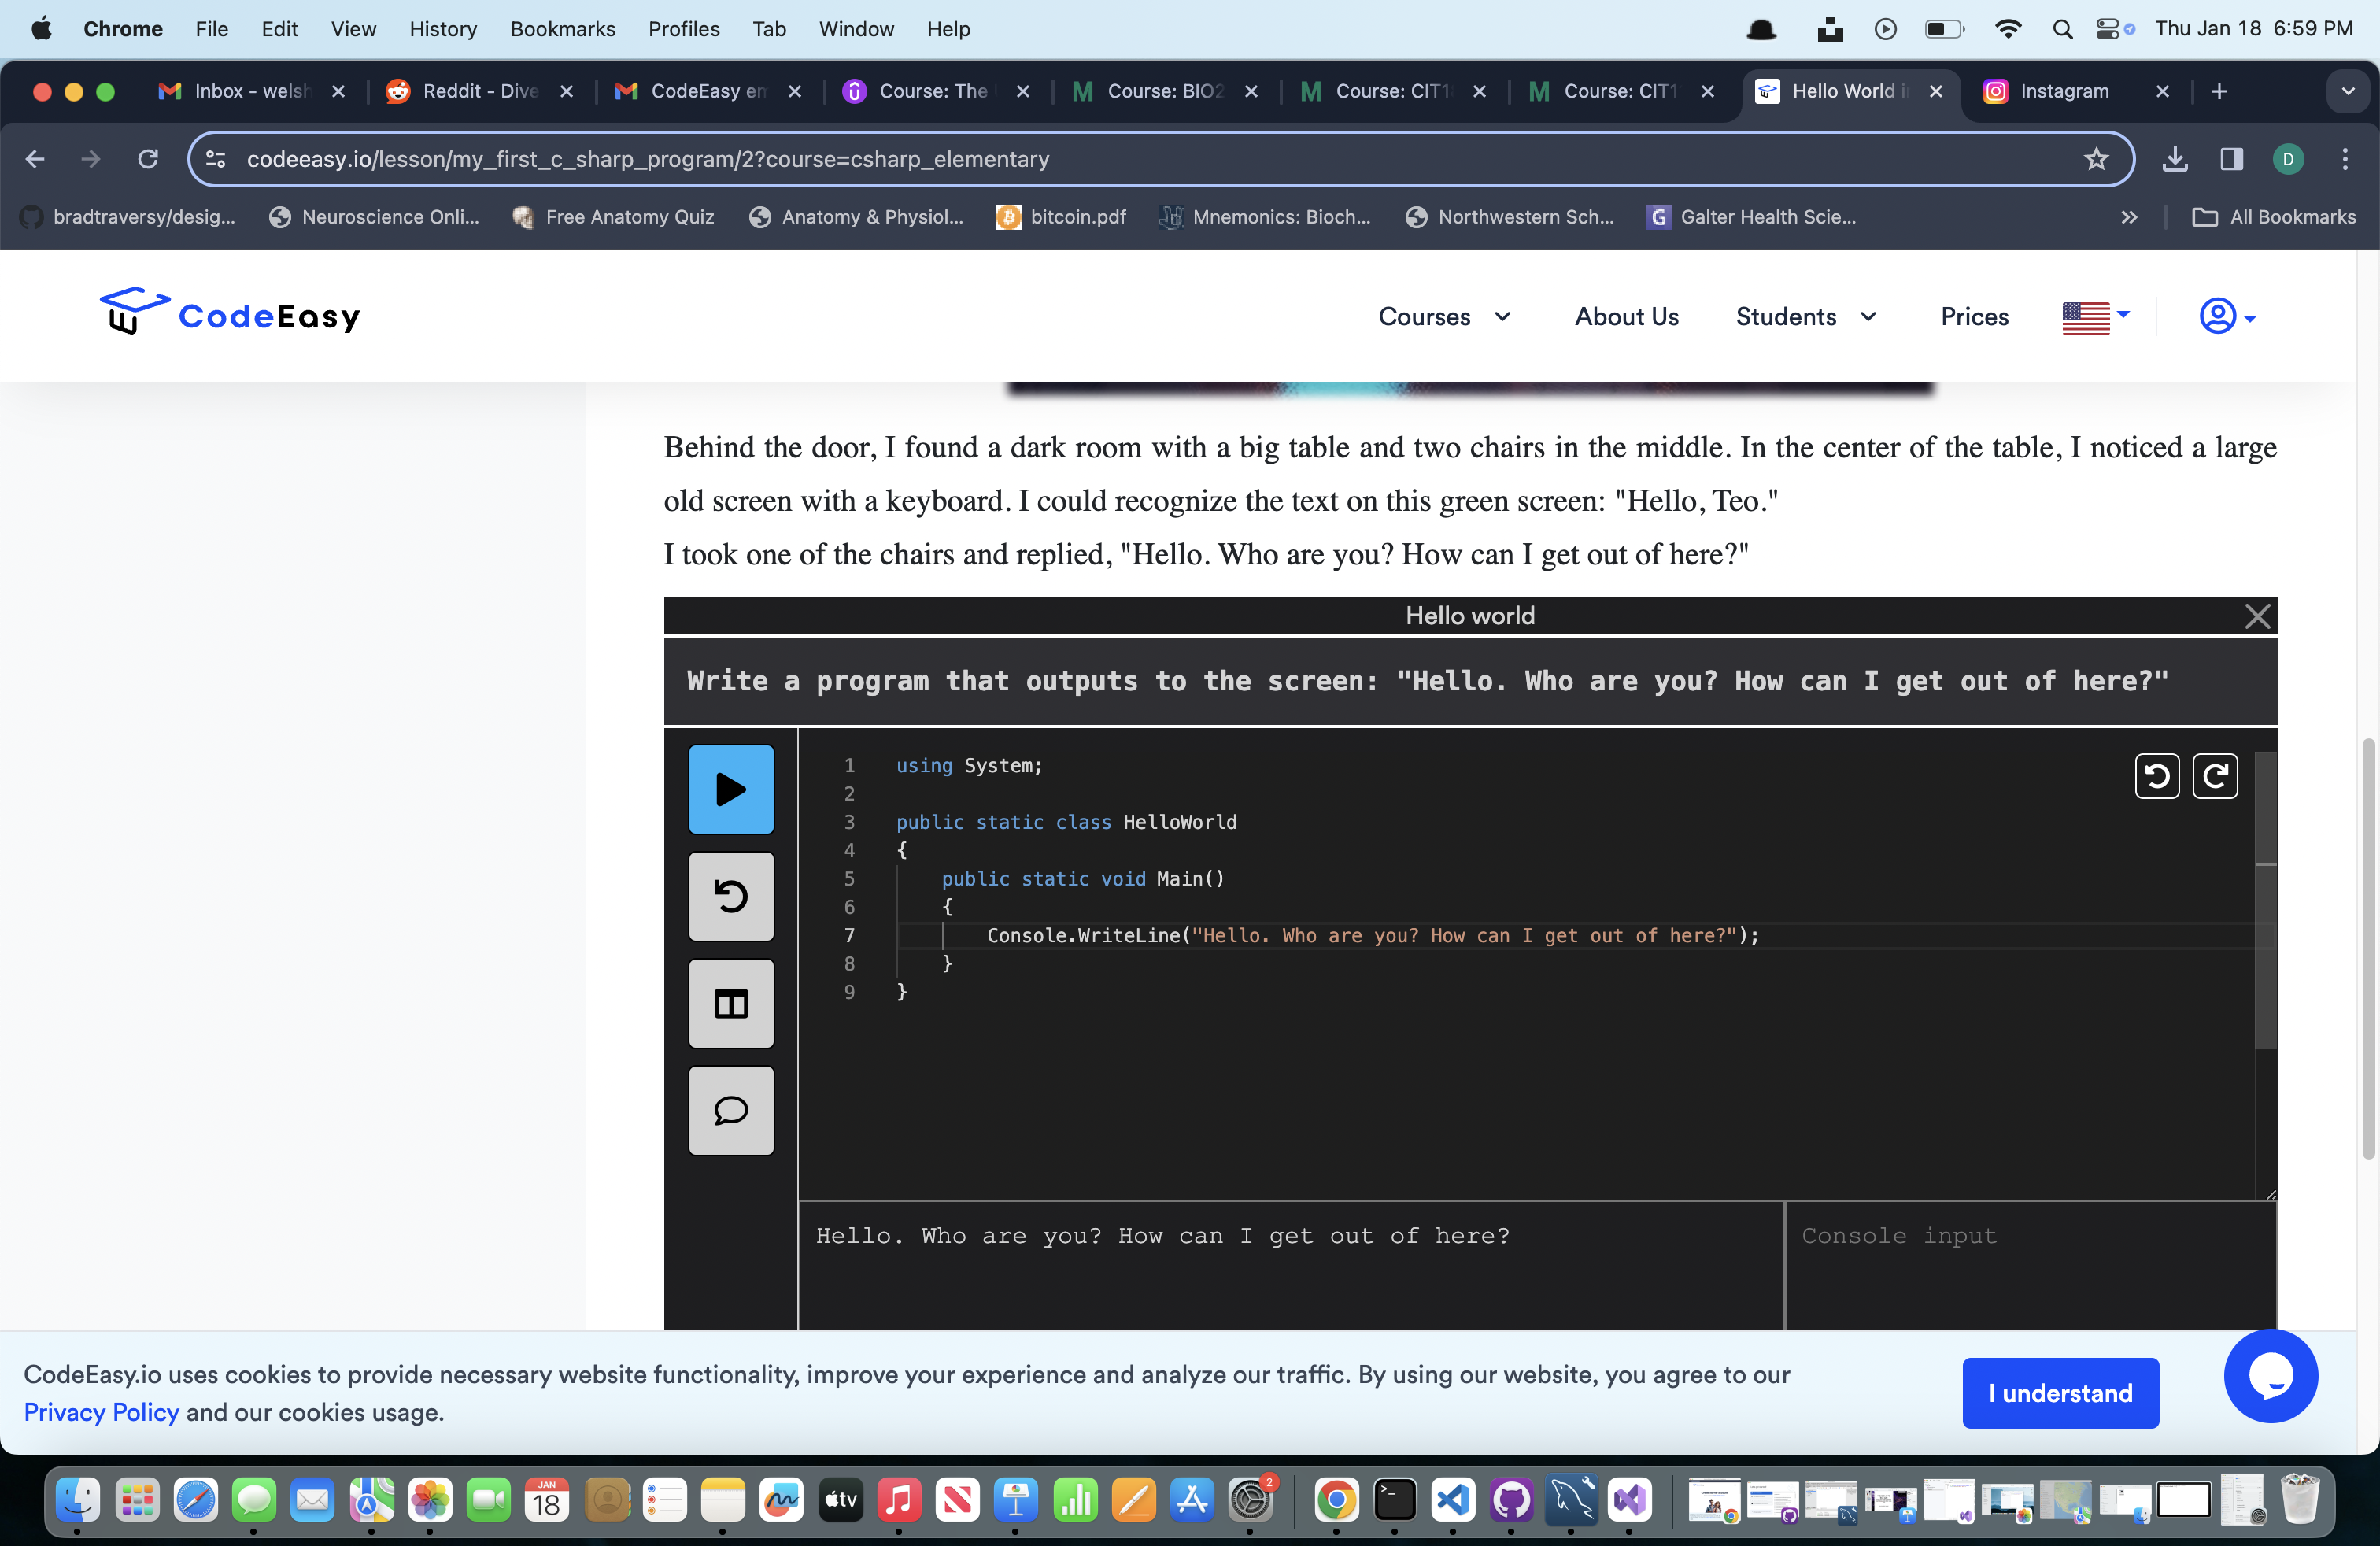 Chrome File Edit View History Bookmarks Profiles Tab Window Help Thu Jan 18 6:59 PM
Inbox - welsh Reddit - Dive CodeEasy em Course: The Course: BIO2 Course: CIT1 Course: CIT1 Hello World i Instagram
codeeasy.io/lesson/my_first_c_sharp_program/2?course=csharp_elementary D
bradtraversy/desig... Neuroscience Onli... Free Anatomy Quiz Anatomy & Physiol... bitcoin.pdf Mnemonics: Bioch... Northwestern Sch... G Galter Health Scie... » All Bookmarks
CodeEasy Courses About Us Students Prices
Behind the door, I found a dark room with a big table and two chairs in the middle. In the center of the table, I noticed a large
old screen with a keyboard. I could recognize the text on this green screen: "Hello, Teo."
I took one of the chairs and replied, "Hello. Who are you? How can I get out of here?"
Hello world
Write a program that outputs to the screen: "Hello. Who are you? How can I get out of here?"
1 using System;
2
3 public static class HelloWorld
4 {
5 public static void Main()
6 {
7 Console.WriteLine("Hello. Who are you? How can I get out of here?");
8 }
9 }
Hello. Who are you? How can I get out of here?
Console input
CodeEasy.io uses cookies to provide necessary website functionality, improve your experience and analyze our traffic. By using our website, you agree to our
Privacy Policy and our cookies usage.
I understand
JAN
18
tv
2